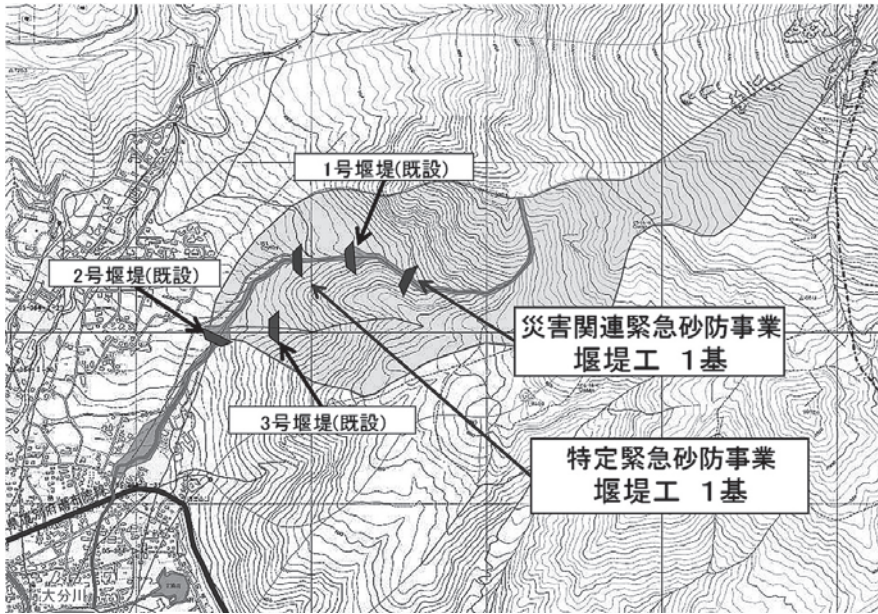 1号堰堤(既設)
2号堰堤(既設)
災害関連緊急砂防事業
堰堤工 1基
3号堰堤(既設)
特定緊急砂防事業
堰堤工 1基
大分川